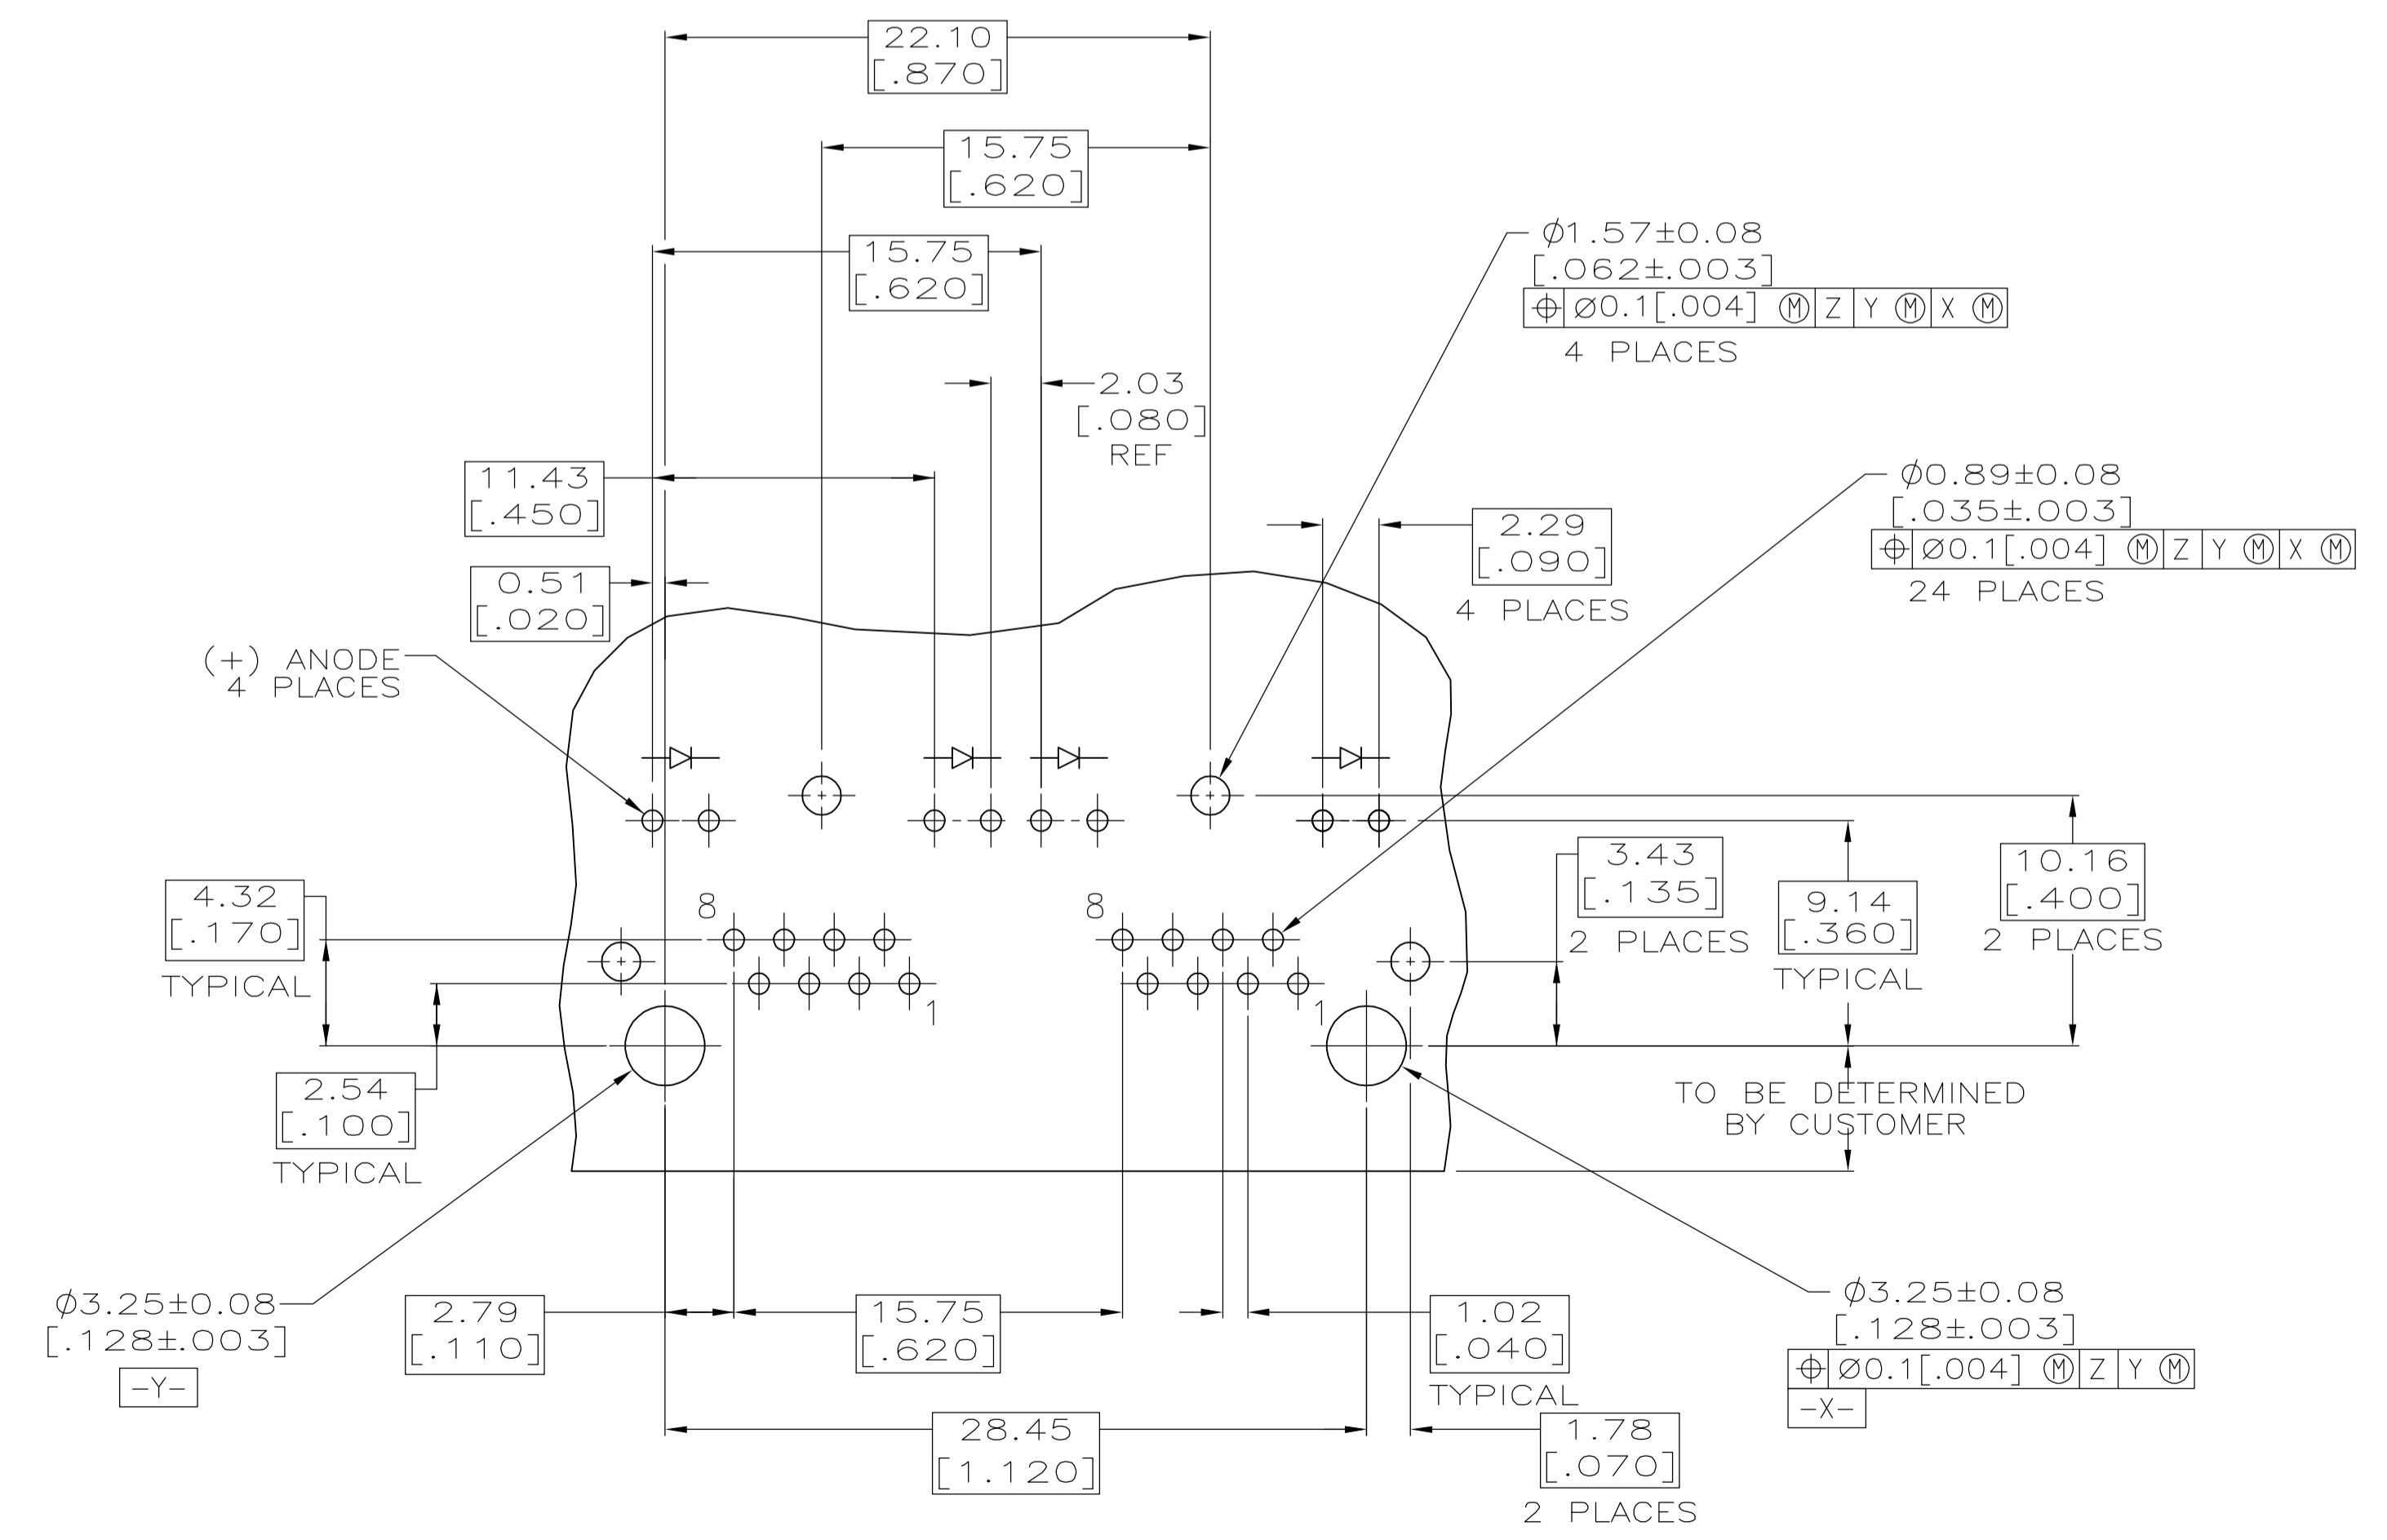 22.10
[.870]
15.75
[.620]
15.75
[.620]
Ø1.57±0.08
[.062±.003]
⌖ Ø0.1[.004] Ⓜ Z Y Ⓜ X Ⓜ
4 PLACES
2.03
[.080]
REF
11.43
[.450]
Ø0.89±0.08
[.035±.003]
⌖ Ø0.1[.004] Ⓜ Z Y Ⓜ X Ⓜ
24 PLACES
2.29
[.090]
4 PLACES
0.51
[.020]
(+) ANODE
4 PLACES
3.43
[.135]
2 PLACES
10.16
[.400]
2 PLACES
9.14
[.360]
TYPICAL
4.32
[.170]
TYPICAL
8
8
1
1
2.54
[.100]
TYPICAL
TO BE DETERMINED
BY CUSTOMER
Ø3.25±0.08
[.128±.003]
-Y-
2.79
[.110]
15.75
[.620]
1.02
[.040]
TYPICAL
Ø3.25±0.08
[.128±.003]
⌖ Ø0.1[.004] Ⓜ Z Y Ⓜ
-X-
28.45
[1.120]
1.78
[.070]
2 PLACES